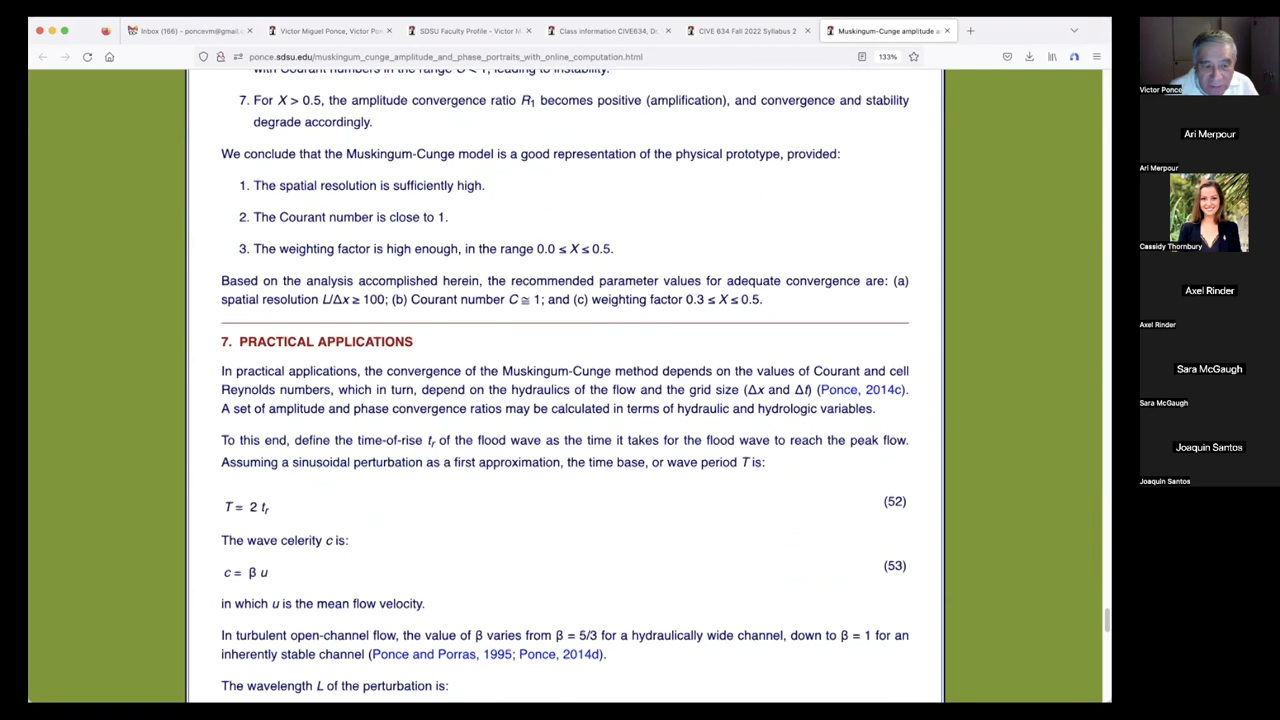 Inbox (166) - poncevm@gmail.c
Victor Miguel Ponce, Victor Pon
SDSU Faculty Profile - Victor M
Class information CIVE634, D
CIVE 634 Fall 2022 Syllabus 2
Muskingum-Cunge amplitude a
ponce.sdsu.edu/muskingum_cunge_amplitude_and_phase_portraits_with_online_computation.html
133%
with Courant numbers in the range C < 1, leading to instability.
7. For X > 0.5, the amplitude convergence ratio R1 becomes positive (amplification), and convergence and stability
degrade accordingly.
We conclude that the Muskingum-Cunge model is a good representation of the physical prototype, provided:
1. The spatial resolution is sufficiently high.
2. The Courant number is close to 1.
3. The weighting factor is high enough, in the range 0.0 ≤ X ≤ 0.5.
Based on the analysis accomplished herein, the recommended parameter values for adequate convergence are: (a)
spatial resolution L/Δx ≥ 100; (b) Courant number C ≅ 1; and (c) weighting factor 0.3 ≤ X ≤ 0.5.
7. PRACTICAL APPLICATIONS
In practical applications, the convergence of the Muskingum-Cunge method depends on the values of Courant and cell
Reynolds numbers, which in turn, depend on the hydraulics of the flow and the grid size (Δx and Δt) (Ponce, 2014c).
A set of amplitude and phase convergence ratios may be calculated in terms of hydraulic and hydrologic variables.
To this end, define the time-of-rise tr of the flood wave as the time it takes for the flood wave to reach the peak flow.
Assuming a sinusoidal perturbation as a first approximation, the time base, or wave period T is:
T = 2 tr (52)
The wave celerity c is:
c = β u (53)
in which u is the mean flow velocity.
In turbulent open-channel flow, the value of β varies from β = 5/3 for a hydraulically wide channel, down to β = 1 for an
inherently stable channel (Ponce and Porras, 1995; Ponce, 2014d).
The wavelength L of the perturbation is:
Victor Ponce
Ari Merpour
Ari Merpour
Cassidy Thornbury
Axel Rinder
Axel Rinder
Sara McGaugh
Sara McGaugh
Joaquin Santos
Joaquin Santos